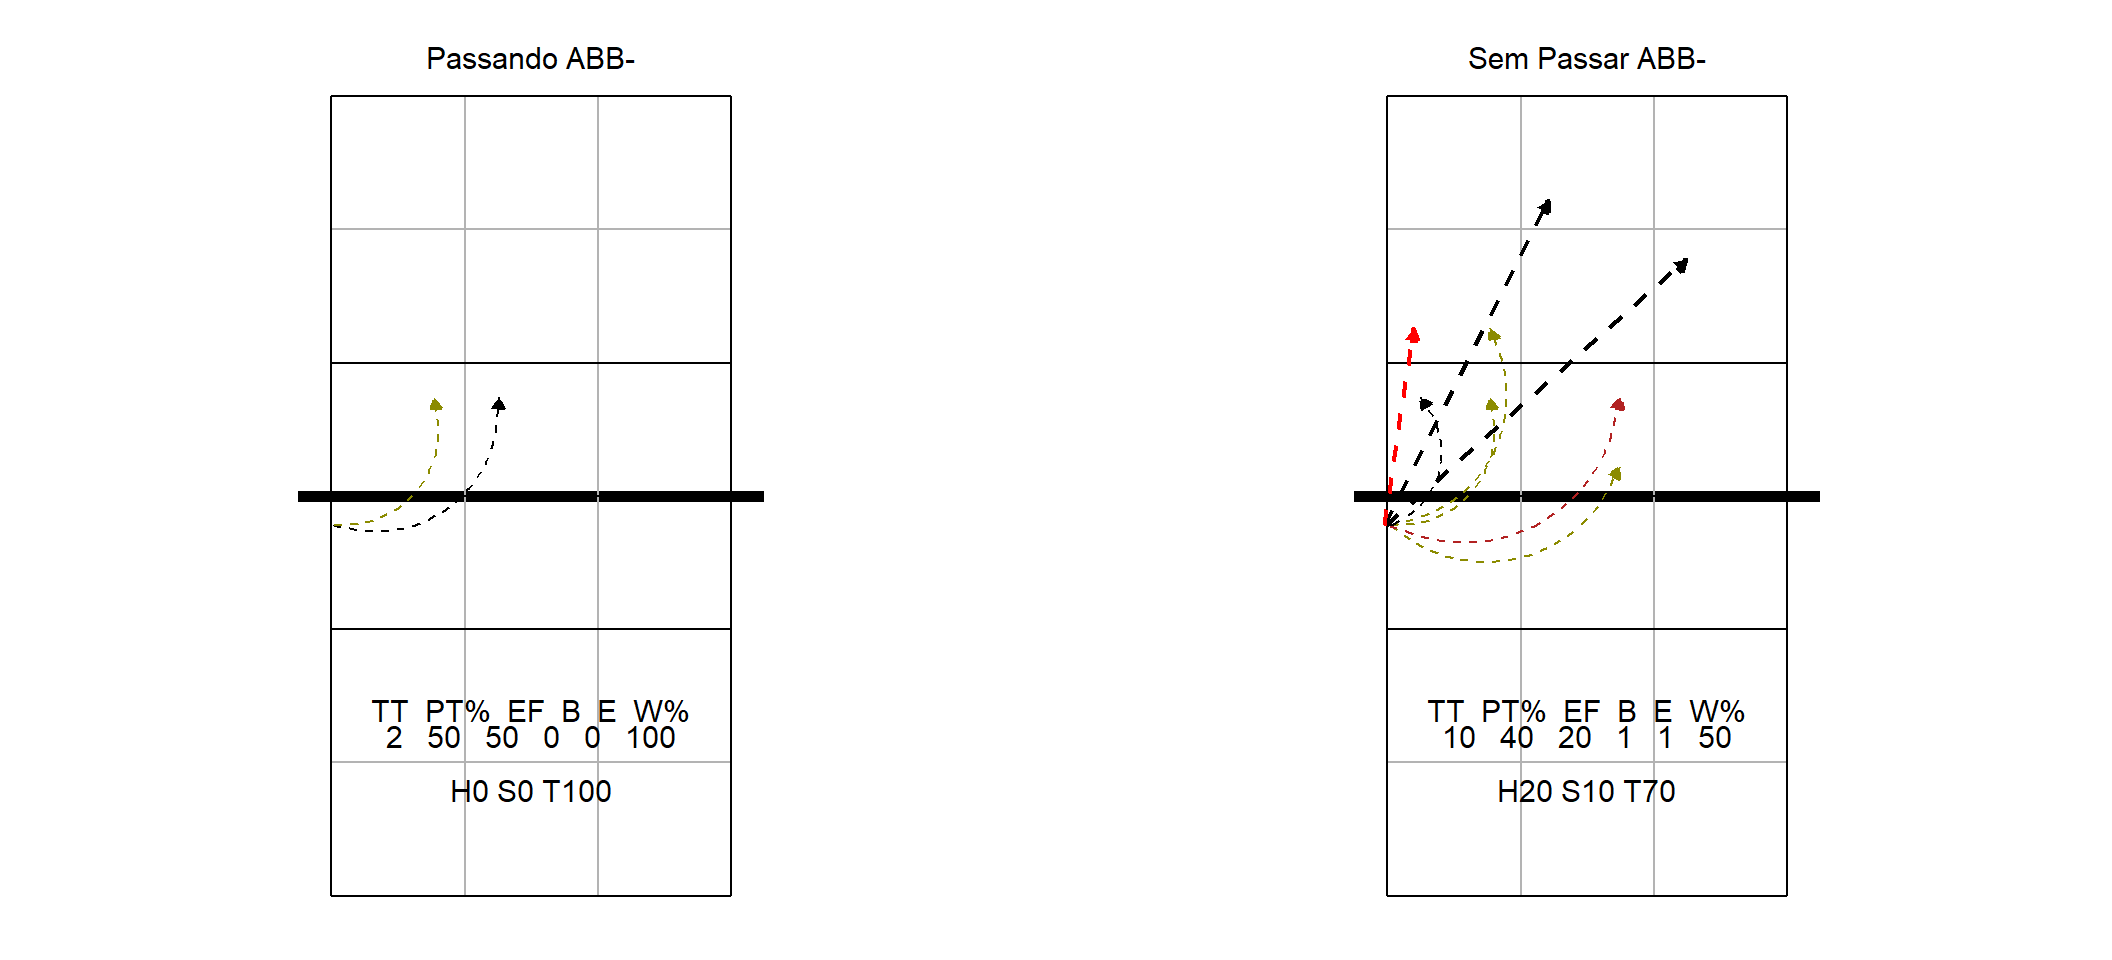 Passando ABB-
TT PT% EF B E W%
2 50 50 0 0 100
H0 S0 T100
Sem Passar ABB-
TT PT% EF B E W%
10 40 20 1 1 50
H20 S10 T70